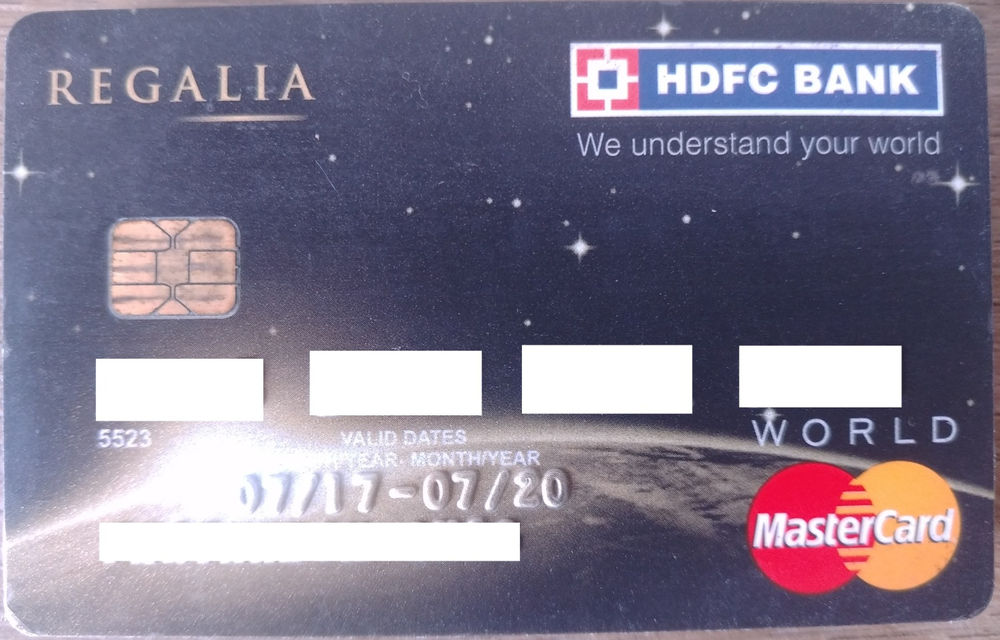 REGALIA
HDFC BANK
We understand your world
5523
VALID DATES
MONTH/YEAR
07/17-07/20
WORLD
MasterCard